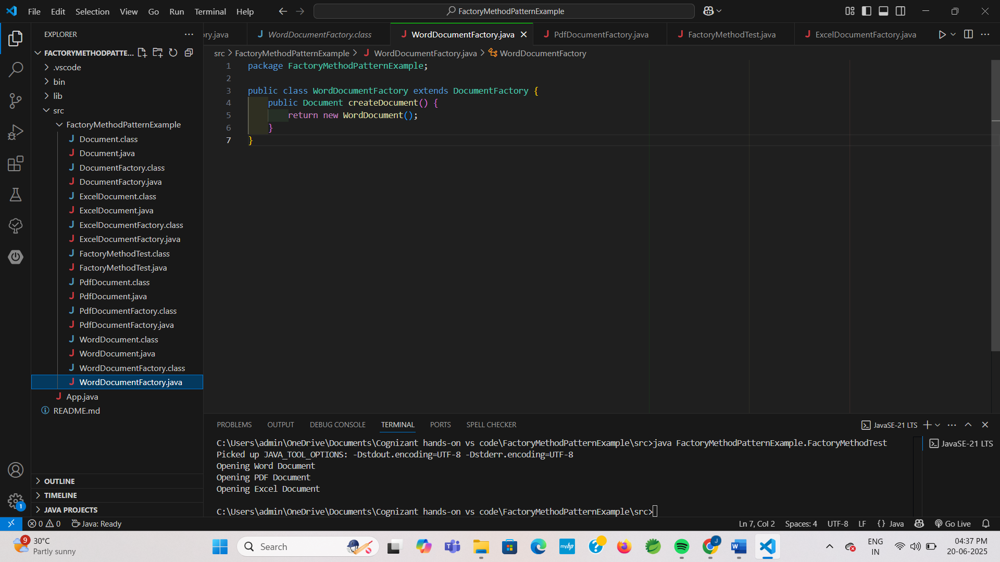 File Edit Selection View Go Run Terminal Help
FactoryMethodPatternExample
EXPLORER
FACTORYMETHODPATTE...
.vscode
bin
lib
src
FactoryMethodPatternExample
J Document.class
J Document.java
J DocumentFactory.class
J DocumentFactory.java
J ExcelDocument.class
J ExcelDocument.java
J ExcelDocumentFactory.class
J ExcelDocumentFactory.java
J FactoryMethodTest.class
J FactoryMethodTest.java
J PdfDocument.class
J PdfDocument.java
J PdfDocumentFactory.class
J PdfDocumentFactory.java
J WordDocument.class
J WordDocument.java
J WordDocumentFactory.class
J WordDocumentFactory.java
J App.java
README.md
OUTLINE
TIMELINE
JAVA PROJECTS
1
ry.java J WordDocumentFactory.class J WordDocumentFactory.java J PdfDocumentFactory.java J FactoryMethodTest.java J ExcelDocumentFactory.java
src > FactoryMethodPatternExample > J WordDocumentFactory.java > WordDocumentFactory
1 package FactoryMethodPatternExample;
2
3 public class WordDocumentFactory extends DocumentFactory {
4 public Document createDocument() {
5 return new WordDocument();
6 }
7 }
PROBLEMS OUTPUT DEBUG CONSOLE TERMINAL PORTS SPELL CHECKER
JavaSE-21 LTS
C:\Users\admin\OneDrive\Documents\Cognizant hands-on vs code\FactoryMethodPatternExample\src>java FactoryMethodPatternExample.FactoryMethodTest
Picked up JAVA_TOOL_OPTIONS: -Dstdout.encoding=UTF-8 -Dstderr.encoding=UTF-8
Opening Word Document
Opening PDF Document
Opening Excel Document
C:\Users\admin\OneDrive\Documents\Cognizant hands-on vs code\FactoryMethodPatternExample\src>
JavaSE-21 LTS
0 0 Java: Ready
Ln 7, Col 2 Spaces: 4 UTF-8 LF {} Java Go Live
9
30°C
Partly sunny
Search
myhp
J
W
ENG
IN
04:37 PM
20-06-2025